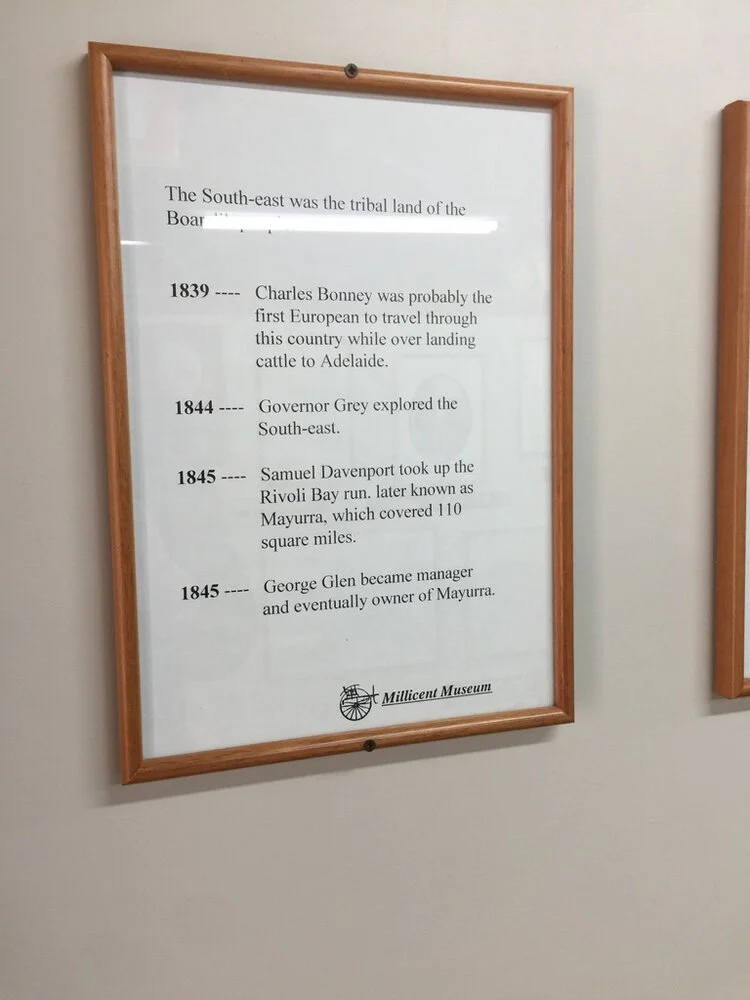 The South-east was the tribal land of the
1839 ---- Charles Bonney was probably the
first European to travel through
this country while over landing
cattle to Adelaide.
1844 ---- Governor Grey explored the
South-east.
1845 ---- Samuel Davenport took up the
Rivoli Bay run. later known as
Mayurra, which covered 110
square miles.
1845 ---- George Glen became manager
and eventually owner of Mayurra.
Millicent Museum